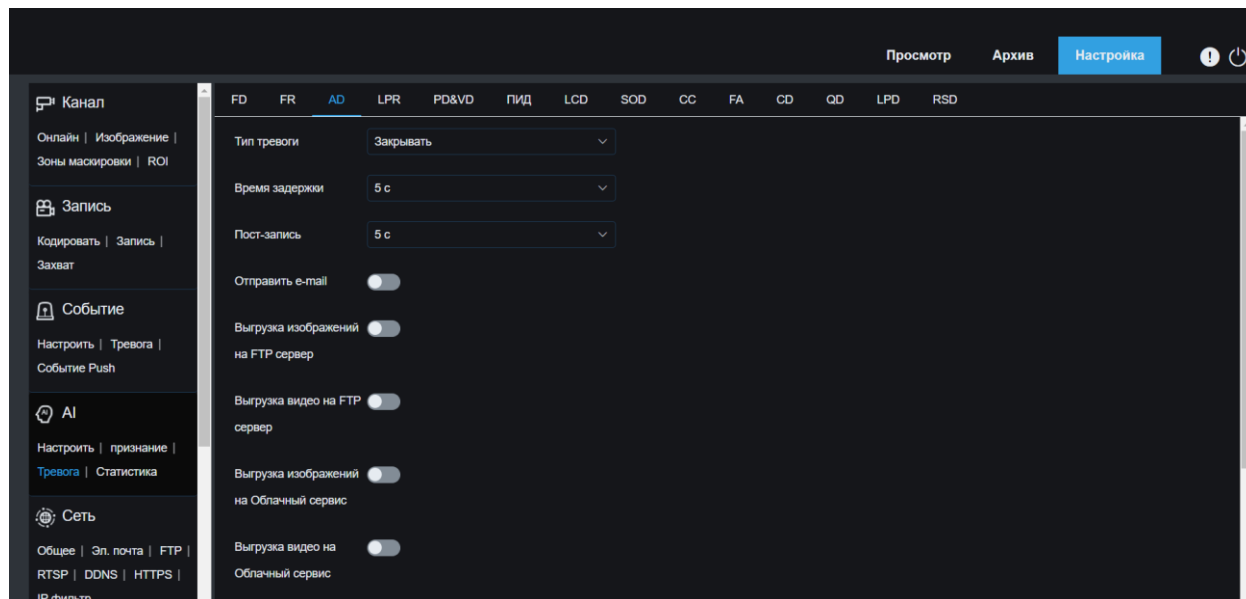 Просмотр Архив Настройка
Канал
Онлайн | Изображение |
Зоны маскировки | ROI
Запись
Кодировать | Запись |
Захват
Событие
Настроить | Тревога |
Событие Push
AI
Настроить | признание |
Тревога | Статистика
Сеть
Общее | Эл. почта | FTP |
RTSP | DDNS | HTTPS |
IP фильтр
FD FR AD LPR PD&VD ПИД LCD SOD CC FA CD QD LPD RSD
Тип тревоги Закрывать
Время задержки 5 с
Пост-запись 5 с
Отправить e-mail
Выгрузка изображений
на FTP сервер
Выгрузка видео на FTP
сервер
Выгрузка изображений
на Облачный сервис
Выгрузка видео на
Облачный сервис